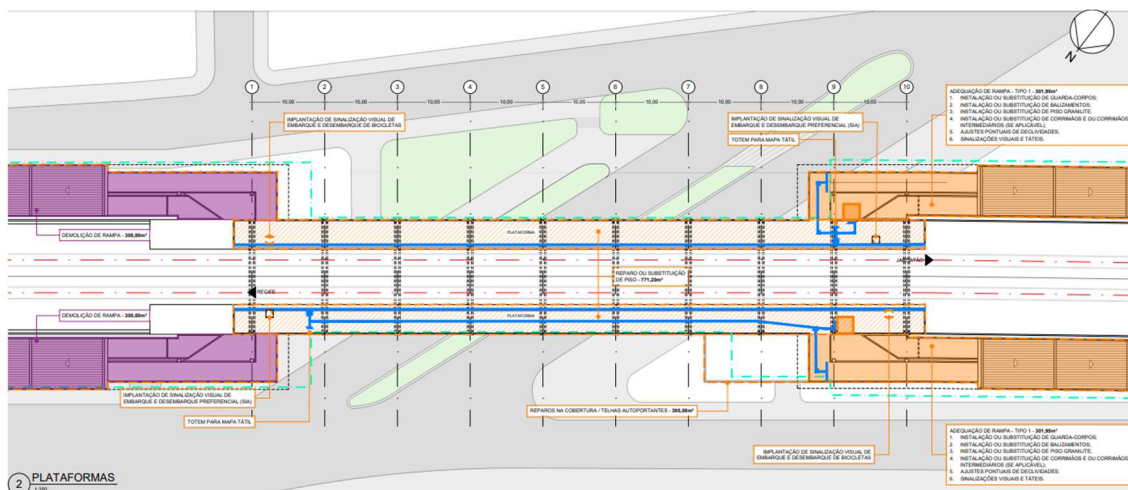 1 2 3 4 5 6 7 8 9 10
10,00 10,00 10,00 10,00 10,00 10,00 10,00 10,00 10,00
N
IMPLANTAÇÃO DE SINALIZAÇÃO VISUAL DE
EMBARQUE E DESEMBARQUE DE BICICLETAS
IMPLANTAÇÃO DE SINALIZAÇÃO VISUAL DE
EMBARQUE E DESEMBARQUE PREFERENCIAL (SIA)
TOTEM PARA MAPA TÁTIL
ADEQUAÇÃO DE RAMPA - TIPO 1 - 301,95m²
1. INSTALAÇÃO OU SUBSTITUIÇÃO DE GUARDA-CORPOS;
2. INSTALAÇÃO OU SUBSTITUIÇÃO DE BALIZAMENTOS;
3. INSTALAÇÃO OU SUBSTITUIÇÃO DE PISO GRANILITE;
4. INSTALAÇÃO OU SUBSTITUIÇÃO DE CORRIMÃOS E OU CORRIMÃOS
INTERMEDIÁRIOS (SE APLICÁVEL);
5. AJUSTES PONTUAIS DE DECLIVIDADES;
6. SINALIZAÇÕES VISUAIS E TÁTEIS.
DEMOLIÇÃO DE RAMPA - 355,00m²
PLATAFORMA
JABOATÃO
REPARO OU SUBSTITUIÇÃO
DE PISO - 771,20m²
RECIFE
DEMOLIÇÃO DE RAMPA - 355,00m²
PLATAFORMA
IMPLANTAÇÃO DE SINALIZAÇÃO VISUAL DE
EMBARQUE E DESEMBARQUE PREFERENCIAL (SIA)
TOTEM PARA MAPA TÁTIL
REPAROS NA COBERTURA / TELHAS AUTOPORTANTES - 395,00m²
IMPLANTAÇÃO DE SINALIZAÇÃO VISUAL DE
EMBARQUE E DESEMBARQUE DE BICICLETAS
ADEQUAÇÃO DE RAMPA - TIPO 1 - 301,95m²
1. INSTALAÇÃO OU SUBSTITUIÇÃO DE GUARDA-CORPOS;
2. INSTALAÇÃO OU SUBSTITUIÇÃO DE BALIZAMENTOS;
3. INSTALAÇÃO OU SUBSTITUIÇÃO DE PISO GRANILITE;
4. INSTALAÇÃO OU SUBSTITUIÇÃO DE CORRIMÃOS E OU CORRIMÃOS
INTERMEDIÁRIOS (SE APLICÁVEL);
5. AJUSTES PONTUAIS DE DECLIVIDADES;
6. SINALIZAÇÕES VISUAIS E TÁTEIS.
2 PLATAFORMAS